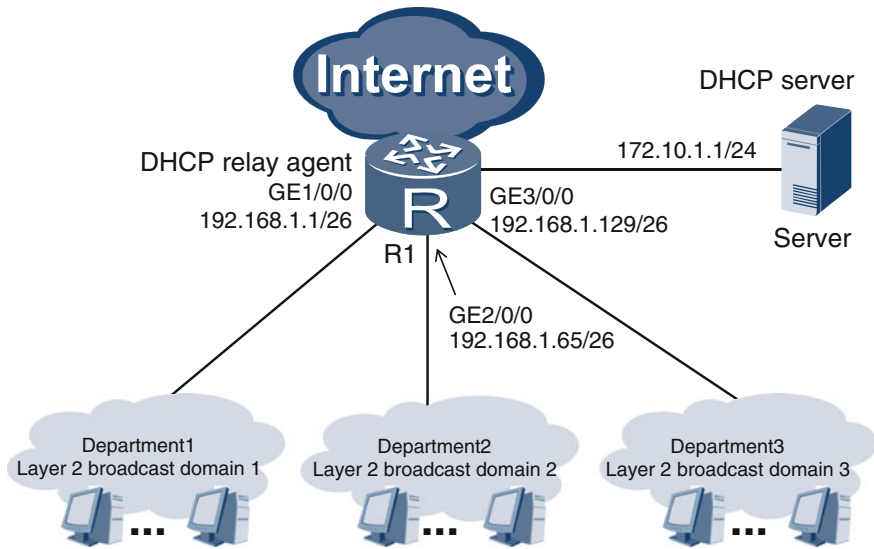 Internet
DHCP server
172.10.1.1/24
DHCP relay agent
GE1/0/0
192.168.1.1/26
R
GE3/0/0
192.168.1.129/26
Server
R1
GE2/0/0
192.168.1.65/26
Department1
Layer 2 broadcast domain 1
Department2
Layer 2 broadcast domain 2
Department3
Layer 2 broadcast domain 3